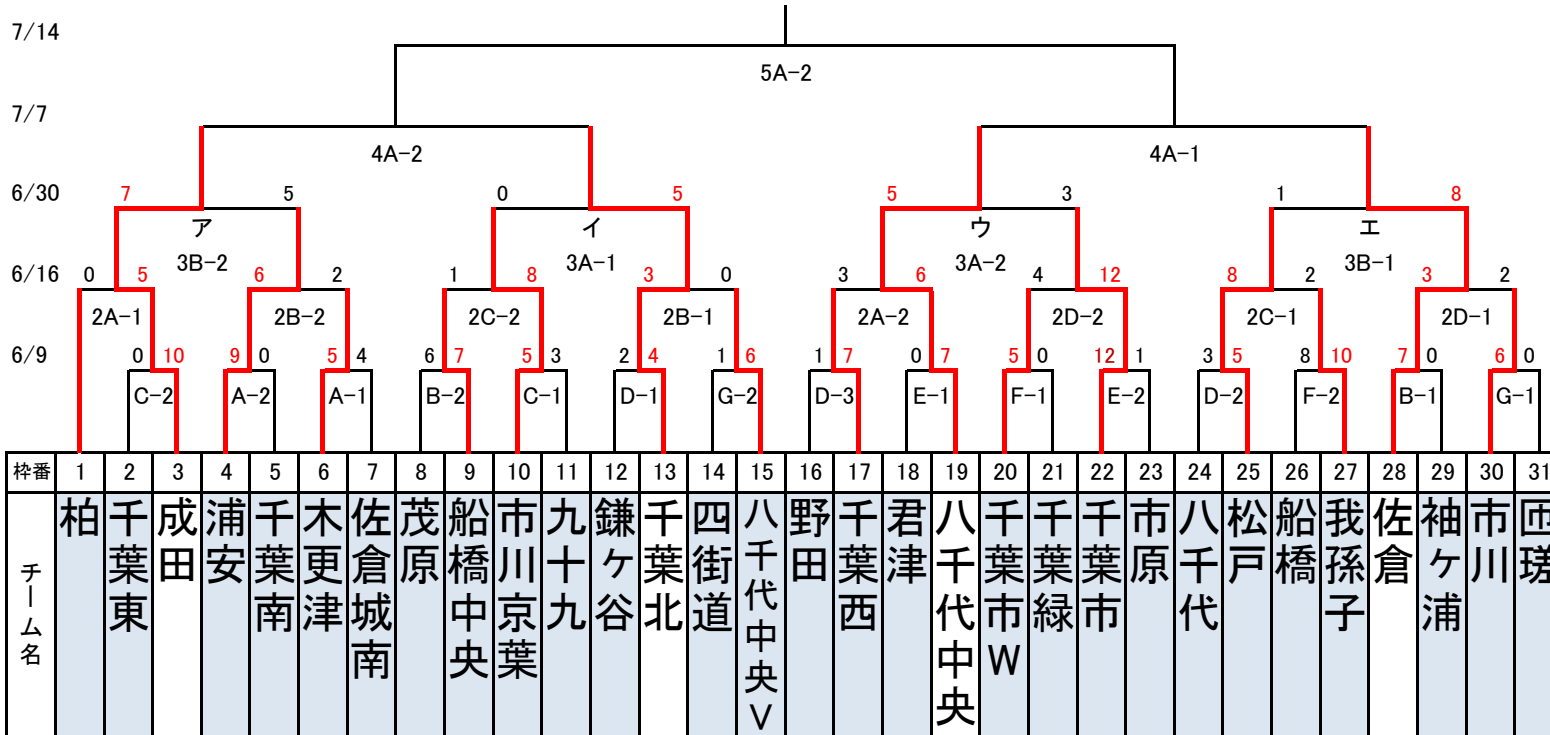 7/14
5A-2
7/7
4A-2 4A-1
6/30 7 5 0 5 5 3 1 8
ア イ ウ エ
3B-2 3A-1 3A-2 3B-1
6/16 0 5 6 2 1 8 3 0 3 6 4 12 8 2 3 2
2A-1 2B-2 2C-2 2B-1 2A-2 2D-2 2C-1 2D-1
6/9 0 10 9 0 5 4 6 7 5 3 2 4 1 6 1 7 0 7 5 0 12 1 3 5 8 10 7 0 6 0
C-2 A-2 A-1 B-2 C-1 D-1 G-2 D-3 E-1 F-1 E-2 D-2 F-2 B-1 G-1
枠番 1 2 3 4 5 6 7 8 9 10 11 12 13 14 15 16 17 18 19 20 21 22 23 24 25 26 27 28 29 30 31
チーム名
柏
千葉東
成田
浦安
千葉南
木更津
佐倉城南
茂原
船橋中央
市川京葉
九十九
鎌ヶ谷
千葉北
四街道
八千代中央V
野田
千葉西
君津
八千代中央
千葉市W
千葉緑
千葉市
市原
八千代
松戸
船橋
我孫子
佐倉
袖ヶ浦
市川
匝瑳